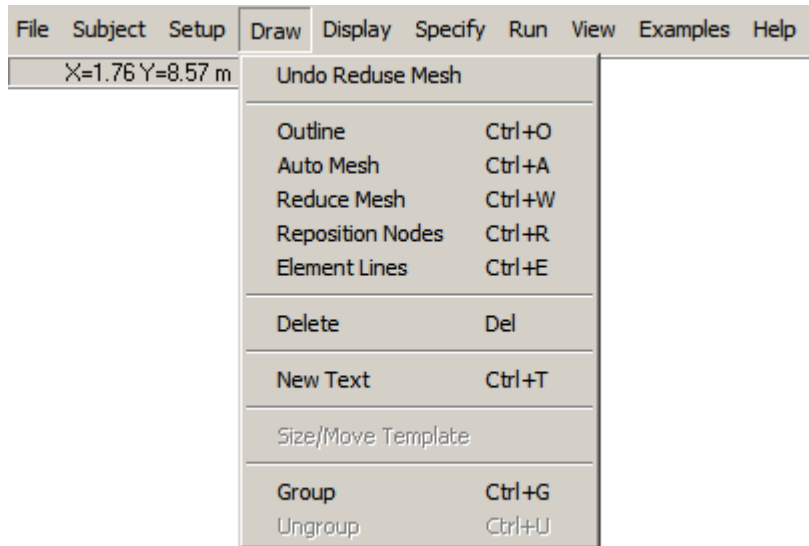 File Subject Setup Draw Display Specify Run View Examples Help
X=1.76 Y=8.57 m
Undo Reduse Mesh
Outline Ctrl+O
Auto Mesh Ctrl+A
Reduce Mesh Ctrl+W
Reposition Nodes Ctrl+R
Element Lines Ctrl+E
Delete Del
New Text Ctrl+T
Size/Move Template
Group Ctrl+G
Ungroup Ctrl+U